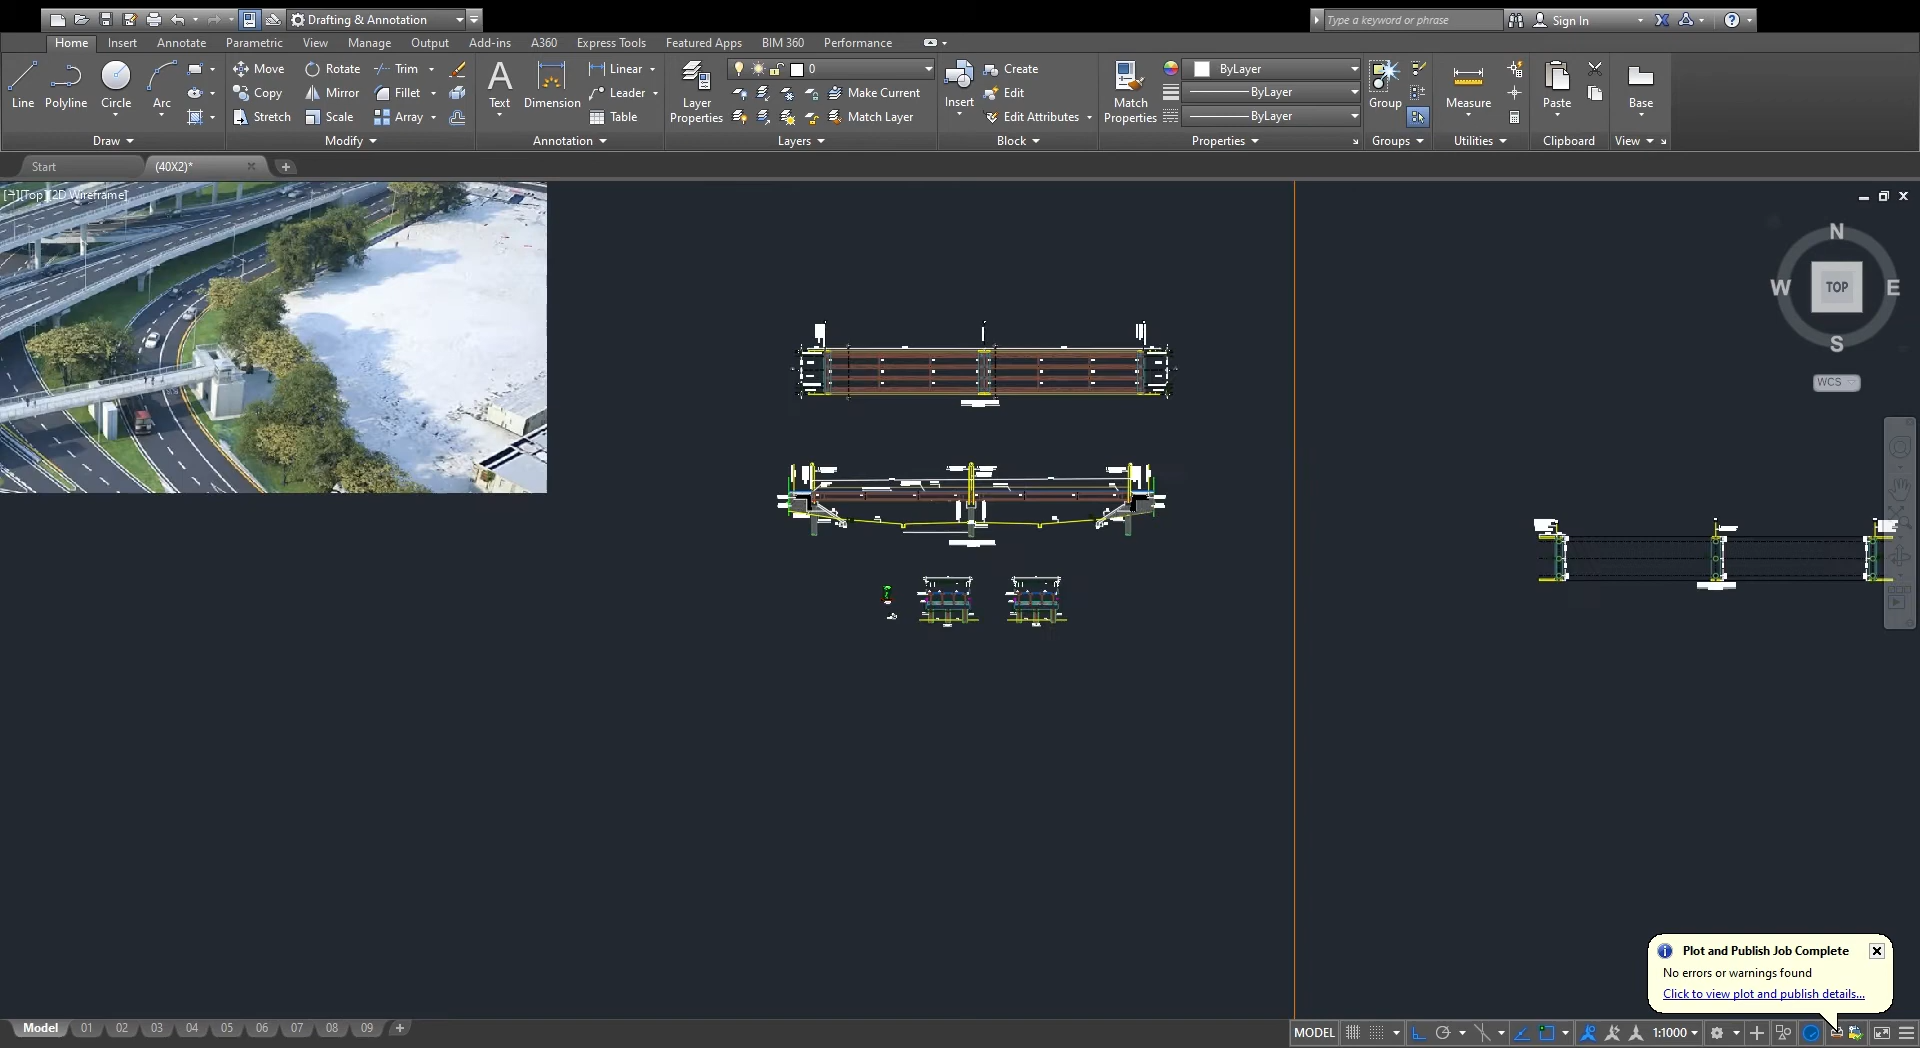 Drafting & Annotation
Type a keyword or phrase
Sign In
Home Insert Annotate Parametric View Manage Output Add-ins A360 Express Tools Featured Apps BIM 360 Performance
Line
Polyline
Circle
Arc
Draw
Move
Rotate
Trim
Copy
Mirror
Fillet
Stretch
Scale
Array
Modify
Text
Dimension
Linear
Leader
Table
Annotation
Layer
Properties
0
Make Current
Match Layer
Layers
Insert
Create
Edit
Edit Attributes
Block
Match
Properties
ByLayer
ByLayer
ByLayer
Properties
Group
Groups
Measure
Utilities
Paste
Clipboard
Base
View
Start
(40X2)*
[-][Top][2D Wireframe]
N
W
TOP
E
S
WCS
Plot and Publish Job Complete
No errors or warnings found
Click to view plot and publish details...
Model 01 02 03 04 05 06 07 08 09
MODEL
1:1000